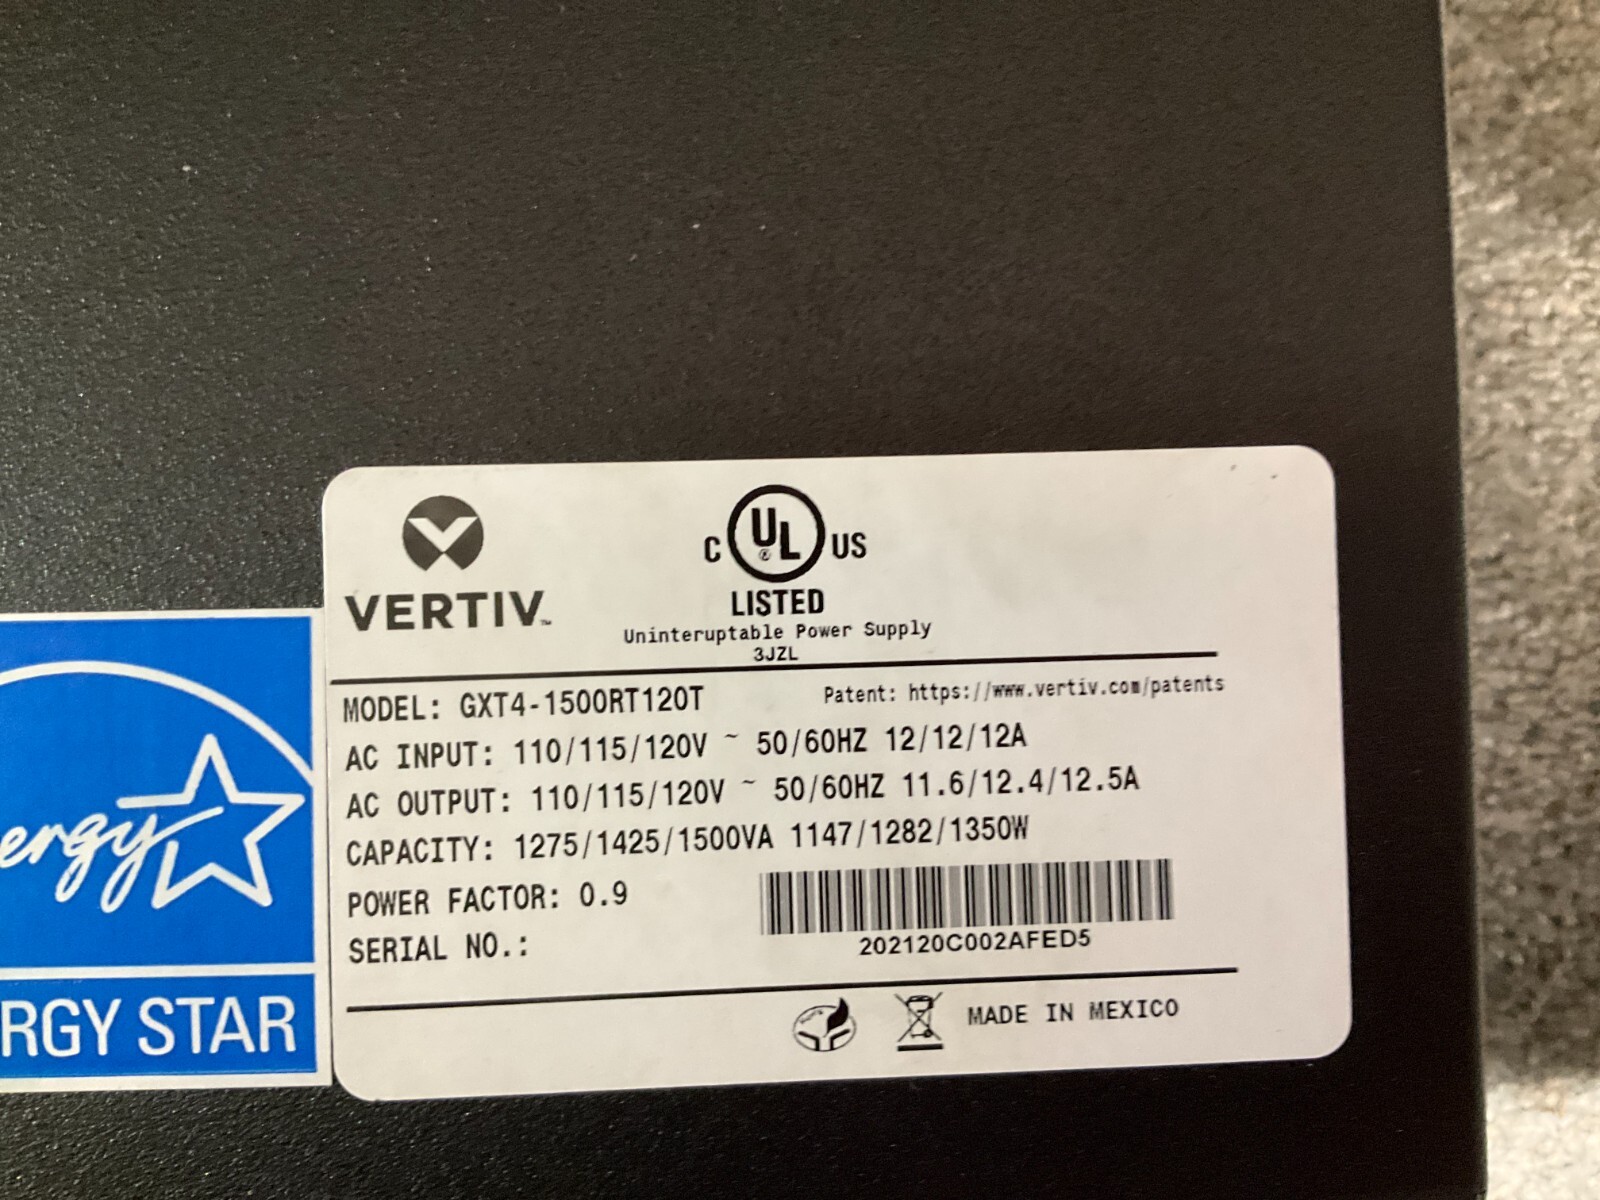 VERTIV™
C UL® US
LISTED
Uninteruptable Power Supply
3JZL
MODEL: GXT4-1500RT120T
Patent: https://www.vertiv.com/patents
AC INPUT: 110/115/120V ~ 50/60HZ 12/12/12A
AC OUTPUT: 110/115/120V ~ 50/60HZ 11.6/12.4/12.5A
CAPACITY: 1275/1425/1500VA 1147/1282/1350W
POWER FACTOR: 0.9
SERIAL NO.:
202120C002AFED5
MADE IN MEXICO
ergy
RGY STAR